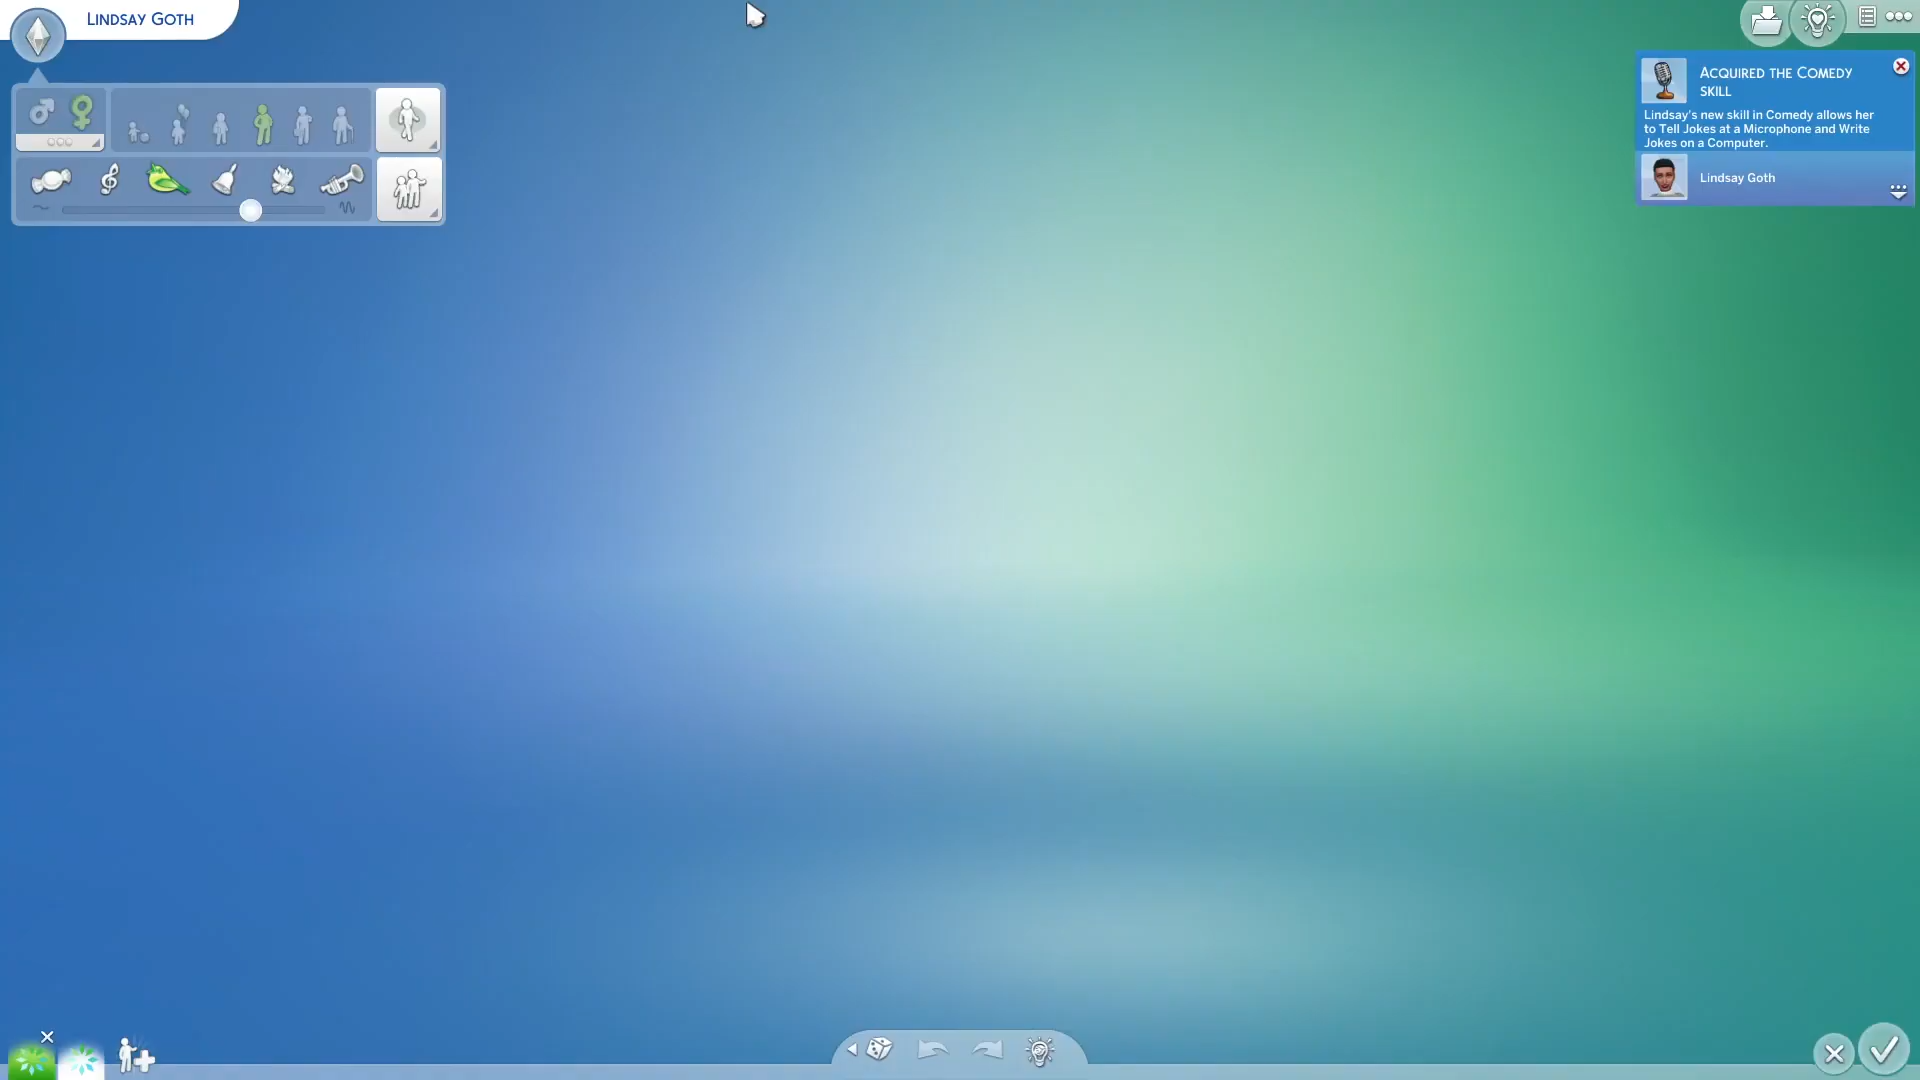 LINDSAY GOTH
ACQUIRED THE COMEDY
SKILL
Lindsay's new skill in Comedy allows her
to Tell Jokes at a Microphone and Write
Jokes on a Computer.
Lindsay Goth